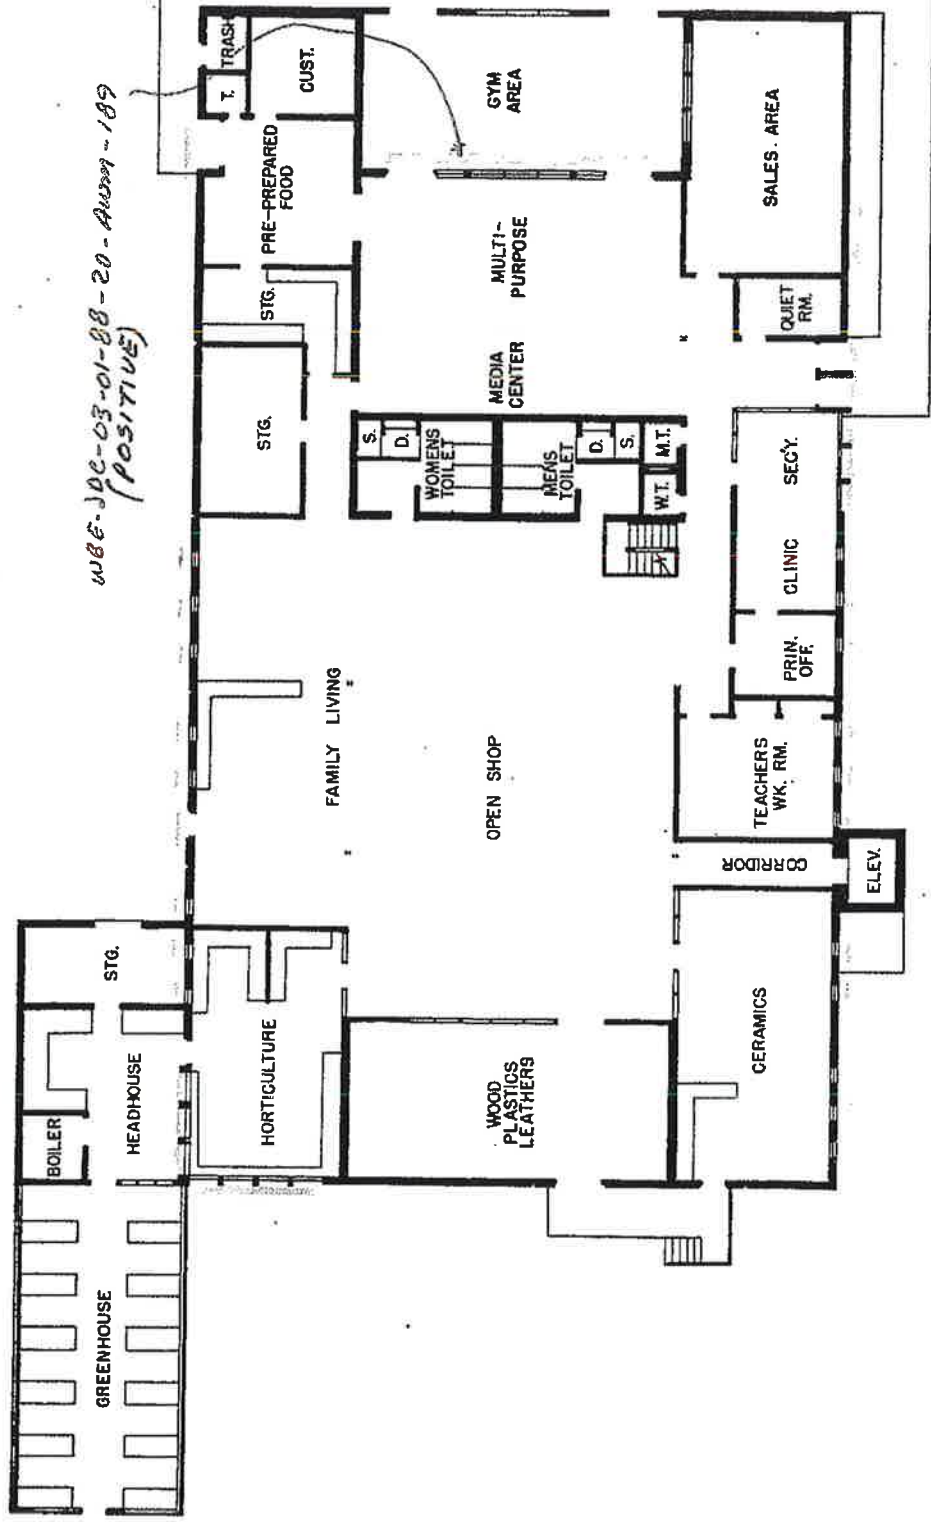 WBE-JDC-03-01-88-20-Awm-189
(POSITIVE)
GREENHOUSE
BOILER
HEADHOUSE
STG.
HORTICULTURE
FAMILY LIVING
STG.
STG.
PRE-PREPARED
FOOD
T.
TRASH
CUST.
WOOD
PLASTICS
LEATHERS
OPEN SHOP
S.
D.
WOMENS
TOILET
MENS
TOILET
D.
S.
W.T.
M.T.
MEDIA
CENTER
MULTI-
PURPOSE
GYM
AREA
CERAMICS
CORRIDOR
ELEV.
TEACHERS
WK. RM.
PRIN.
OFF.
CLINIC
SEC'Y.
QUIET
RM.
SALES. AREA